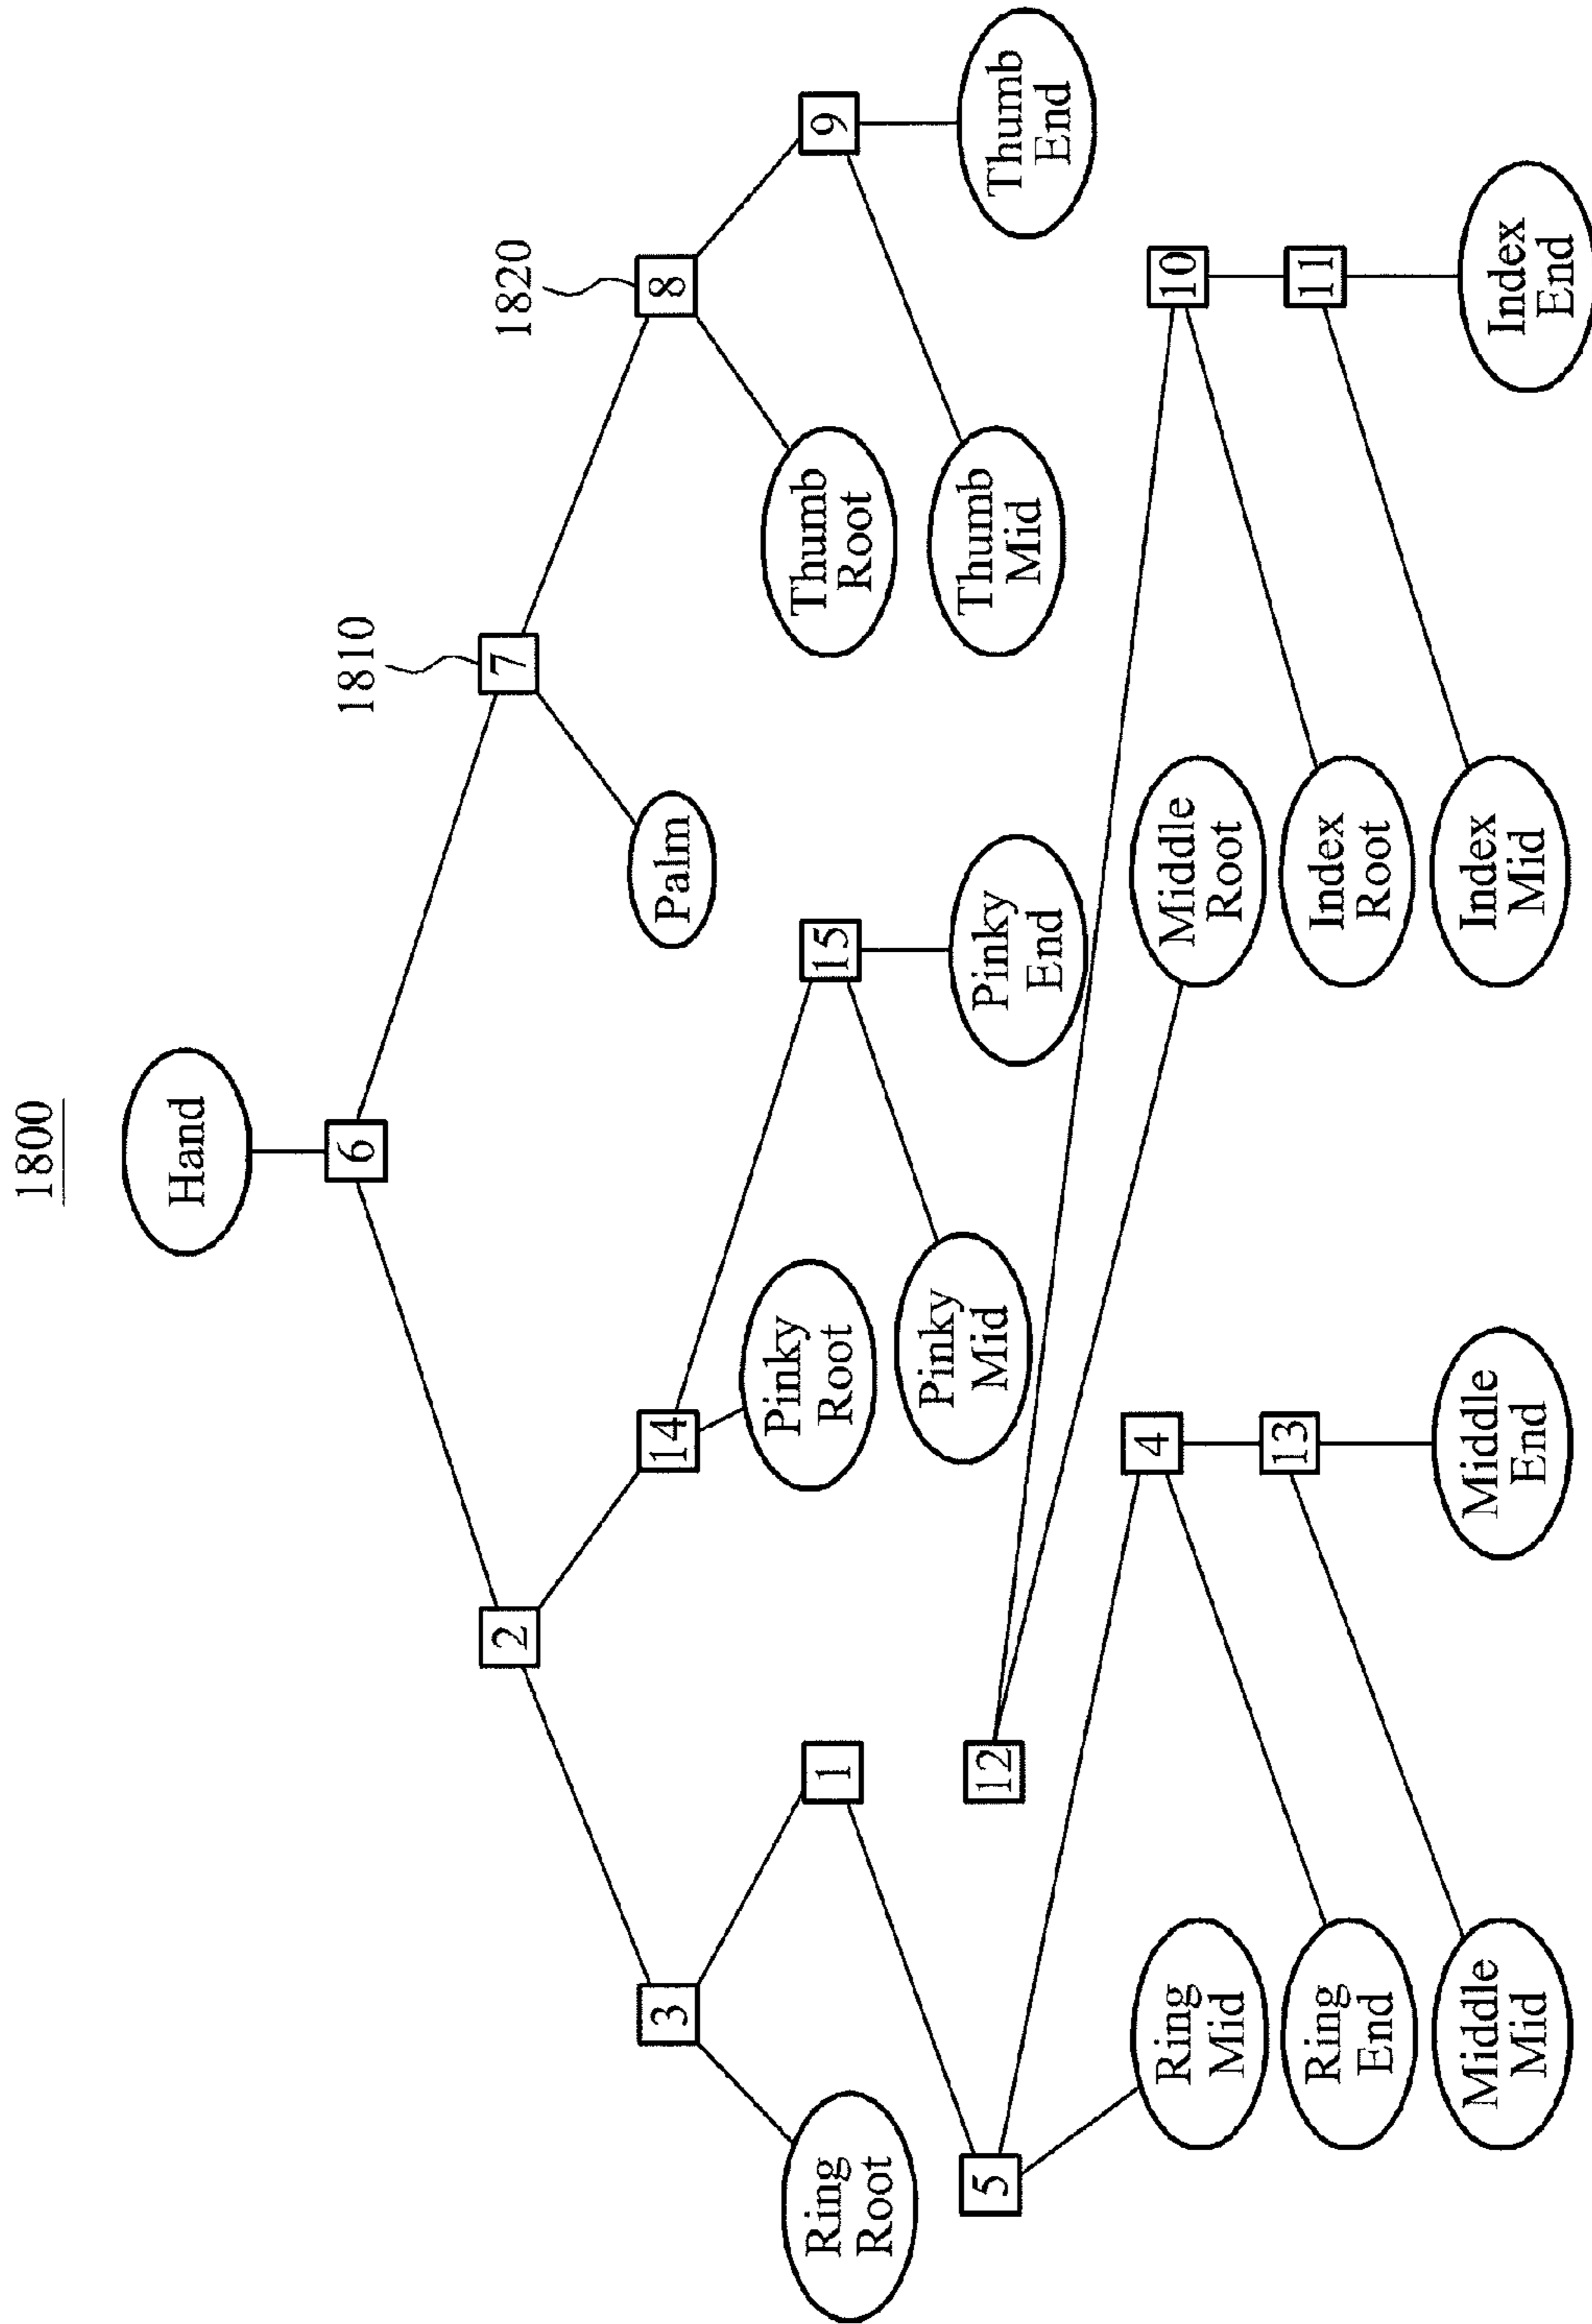 1800
Hand
6
1810
7
2
1820
8
Palm
14
3
9
15
1
Thumb
Root
Pinky
Root
Ring
Root
Thumb
End
Thumb
Mid
Pinky
End
Pinky
Mid
12
5
10
4
Middle
Root
Ring
Mid
11
13
Index
Root
Ring
End
Index
End
Index
Mid
Middle
End
Middle
Mid